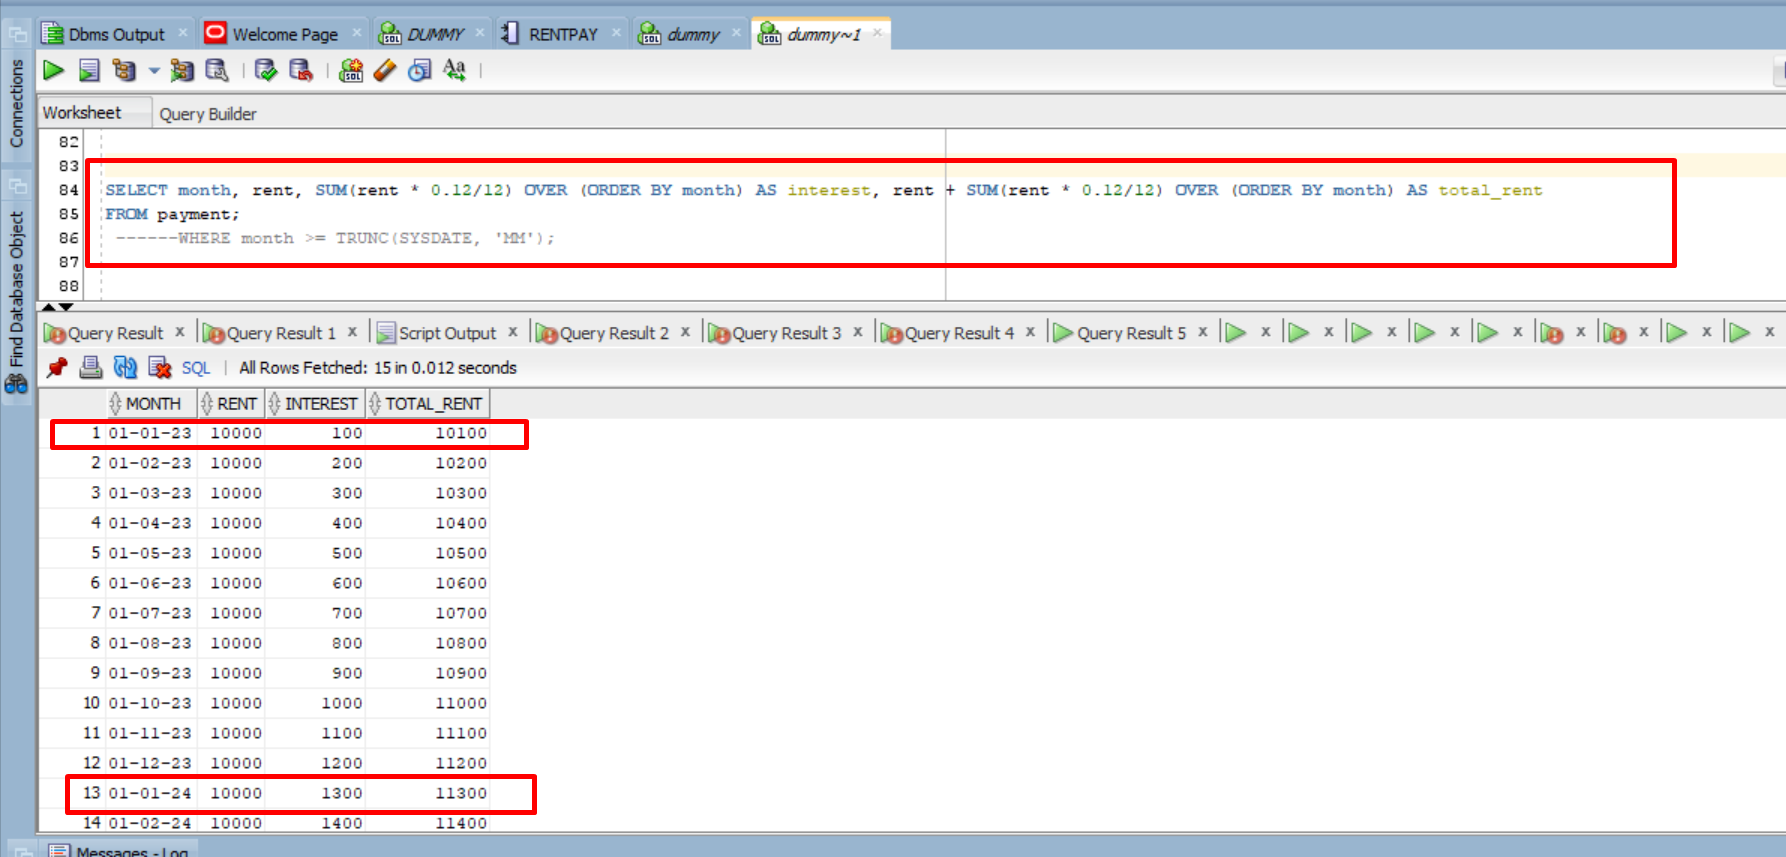 Dbms Output × Welcome Page × DUMMY × RENTPAY × dummy × dummy~1 ×
Connections
Find Database Object
Worksheet Query Builder
82
83
84 SELECT month, rent, SUM(rent * 0.12/12) OVER (ORDER BY month) AS interest, rent + SUM(rent * 0.12/12) OVER (ORDER BY month) AS total_rent
85 FROM payment;
86 ------WHERE month >= TRUNC(SYSDATE, 'MM');
87
88
Query Result x Query Result 1 x Script Output x Query Result 2 x Query Result 3 x Query Result 4 x Query Result 5 x x x x x x x x x x
SQL | All Rows Fetched: 15 in 0.012 seconds
MONTH RENT INTEREST TOTAL_RENT
1 01-01-23 10000 100 10100
2 01-02-23 10000 200 10200
3 01-03-23 10000 300 10300
4 01-04-23 10000 400 10400
5 01-05-23 10000 500 10500
6 01-06-23 10000 600 10600
7 01-07-23 10000 700 10700
8 01-08-23 10000 800 10800
9 01-09-23 10000 900 10900
10 01-10-23 10000 1000 11000
11 01-11-23 10000 1100 11100
12 01-12-23 10000 1200 11200
13 01-01-24 10000 1300 11300
14 01-02-24 10000 1400 11400
Messages - Log